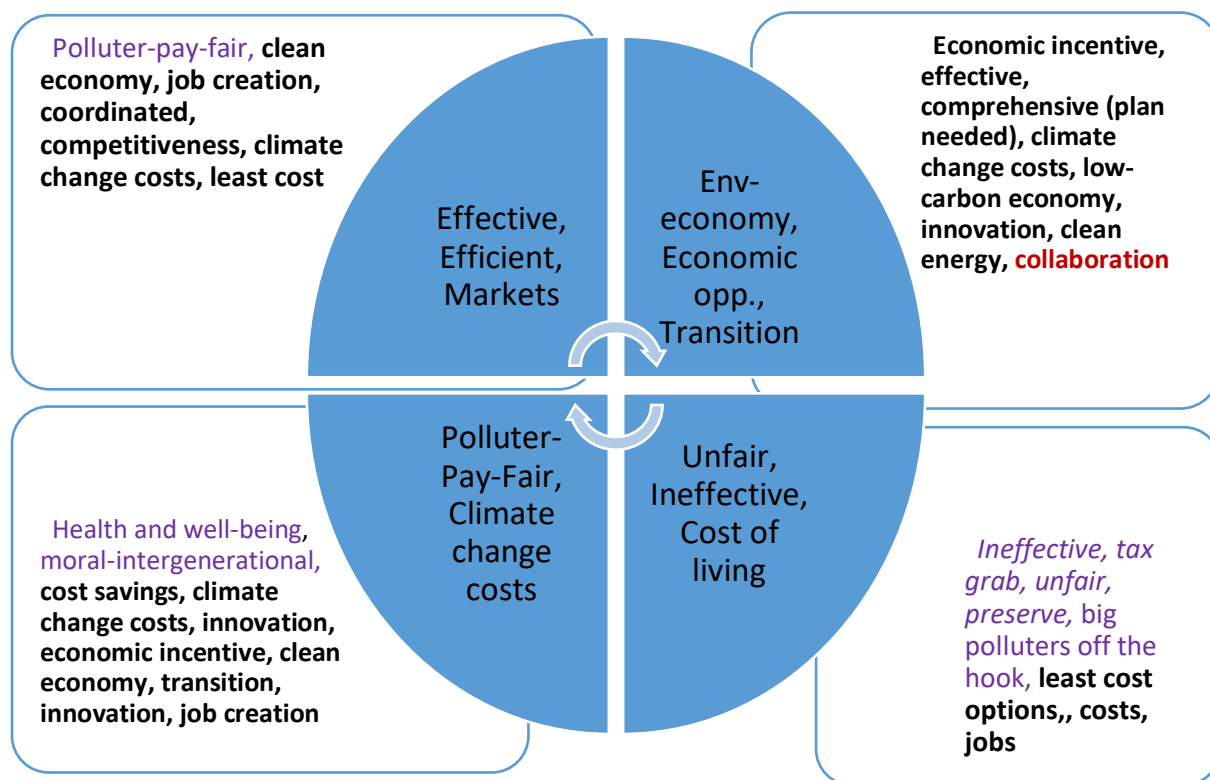 Polluter-pay-fair, clean
economy, job creation,
coordinated,
competitiveness, climate
change costs, least cost
Effective,
Efficient,
Markets
Env-
economy,
Economic
opp.,
Transition
Economic incentive,
effective,
comprehensive (plan
needed), climate
change costs, low-
carbon economy,
innovation, clean
energy, collaboration
Health and well-being,
moral-intergenerational,
cost savings, climate
change costs, innovation,
economic incentive, clean
economy, transition,
innovation, job creation
Polluter-
Pay-Fair,
Climate
change
costs
Unfair,
Ineffective,
Cost of
living
Ineffective, tax
grab, unfair,
preserve, big
polluters off the
hook, least cost
options,, costs,
jobs